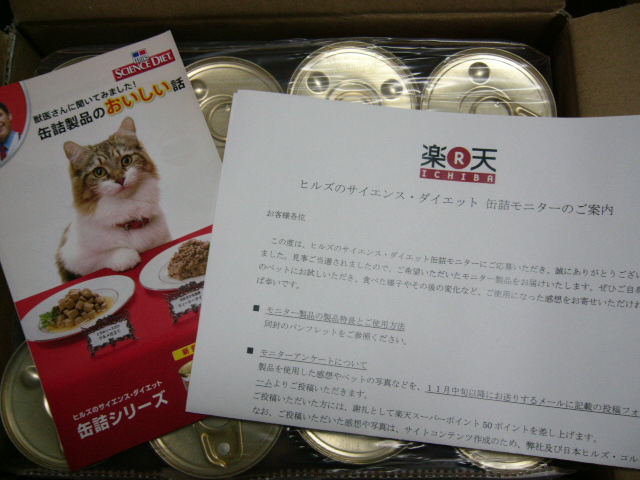 SCIENCE DIET
獣医さんに聞いてみました!
缶詰製品のおいしい話
ヒルズのサイエンス・ダイエット
缶詰シリーズ
楽R天
ICHIBA
ヒルズのサイエンス・ダイエット 缶詰モニターのご案内
お客様各位
この度は、ヒルズのサイエンス・ダイエット缶詰モニターにご応募いただき、誠にありがとうござい
ました。見事ご当選されましたので、ご希望いただいたモニター製品をお届けいたします。ぜひご自
のペットにお試しいただき、食べた様子やその後の変化など、ご使用になった感想をお寄せいただけれ
ば幸いです。
■ モニター製品の製品特長とご使用方法
同封のパンフレットをご参照ください。
■ モニターアンケートについて
製品を使用した感想やペットの写真などを、11月中旬以降にお送りするメールに記載の投稿フォ
ームよりご投稿いただきます。
ご投稿いただいた方には、謝礼として楽天スーパーポイント50ポイントを差し上げます。
なお、ご投稿いただいた感想や写真は、サイトコンテンツ作成のため、弊社及び日本ヒルズ・コル